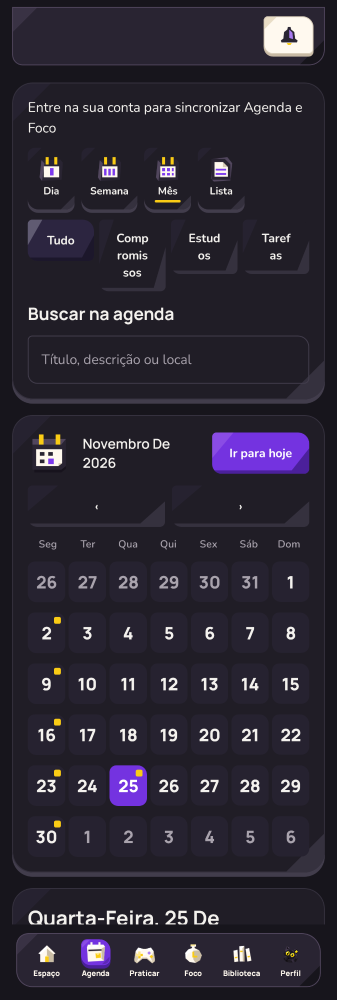 Entre na sua conta para sincronizar Agenda e
Foco
Dia Semana Mês Lista
Tudo
Comp
romis
sos
Estud
os
Taref
as
Buscar na agenda
Título, descrição ou local
Novembro De
2026
Ir para hoje
‹ ›
Seg Ter Qua Qui Sex Sáb Dom
26 27 28 29 30 31 1
2 3 4 5 6 7 8
9 10 11 12 13 14 15
16 17 18 19 20 21 22
23 24 25 26 27 28 29
30 1 2 3 4 5 6
Quarta-Feira, 25 De
Espaço Agenda Praticar Foco Biblioteca Perfil